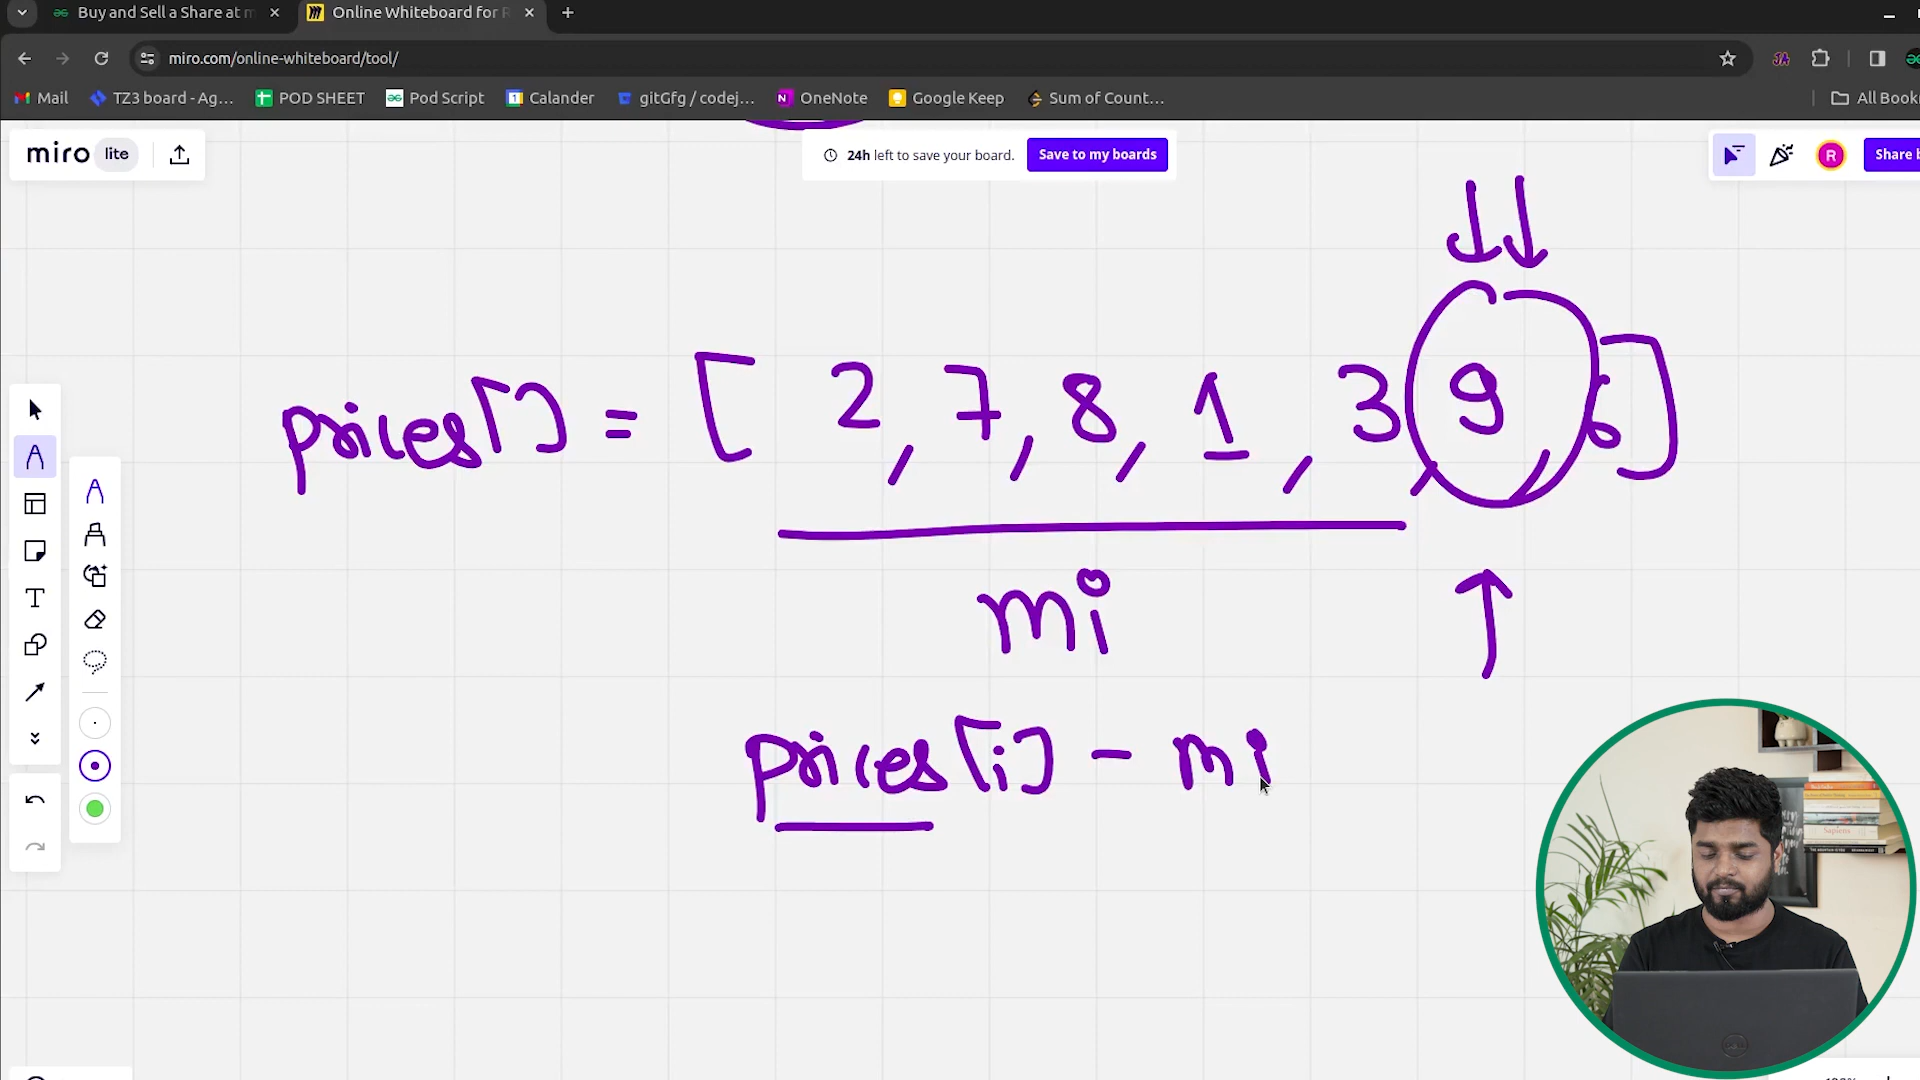 Buy and Sell a Share at m
Online Whiteboard for R
miro.com/online-whiteboard/tool/
Mail
TZ3 board - Ag...
POD SHEET
Pod Script
Calander
gitGfg / codej...
OneNote
Google Keep
Sum of Count...
All Book
miro lite
24h left to save your board.
Save to my boards
R
Share b
prices[] = [ 2, 7, 8, 1, 3, 9, 6 ]
mi
prices[i] - mi
T
Sapiens